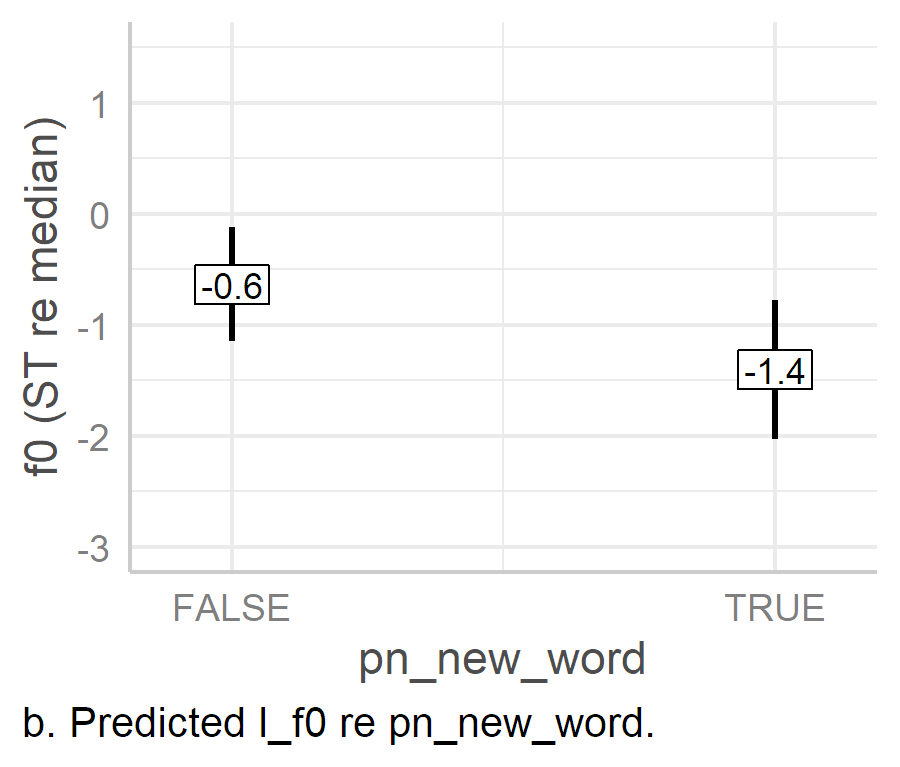 f0 (ST re median)
1
0
-1
-2
-3
-0.6
-1.4
FALSE
TRUE
pn_new_word
b. Predicted l_f0 re pn_new_word.